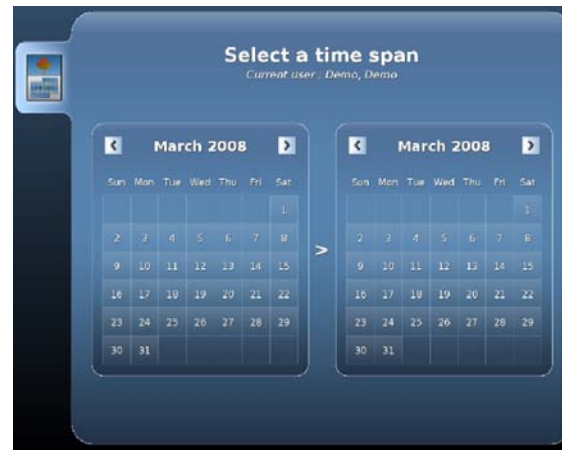 Select a time span
Current user : Demo, Demo
March 2008
Sun Mon Tue Wed Thu Fri Sat
1
2 3 4 5 6 7 8
9 10 11 12 13 14 15
16 17 18 19 20 21 22
23 24 25 26 27 28 29
30 31
>
March 2008
Sun Mon Tue Wed Thu Fri Sat
1
2 3 4 5 6 7 8
9 10 11 12 13 14 15
16 17 18 19 20 21 22
23 24 25 26 27 28 29
30 31